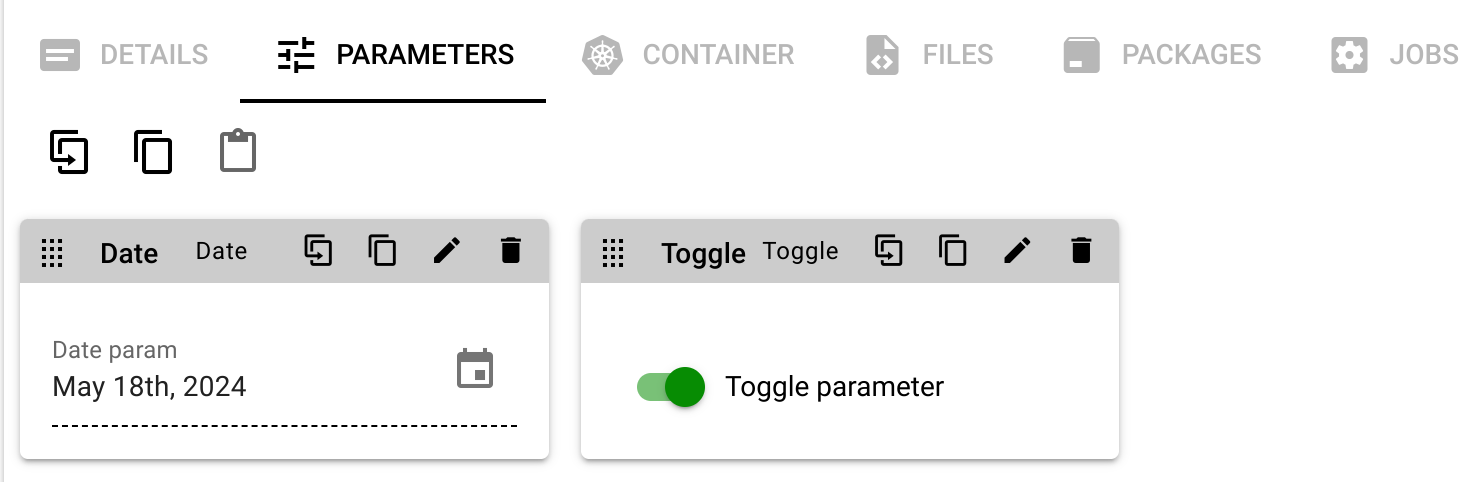 DETAILS PARAMETERS CONTAINER FILES PACKAGES JOBS
Date Date
Toggle Toggle
Date param
May 18th, 2024
Toggle parameter